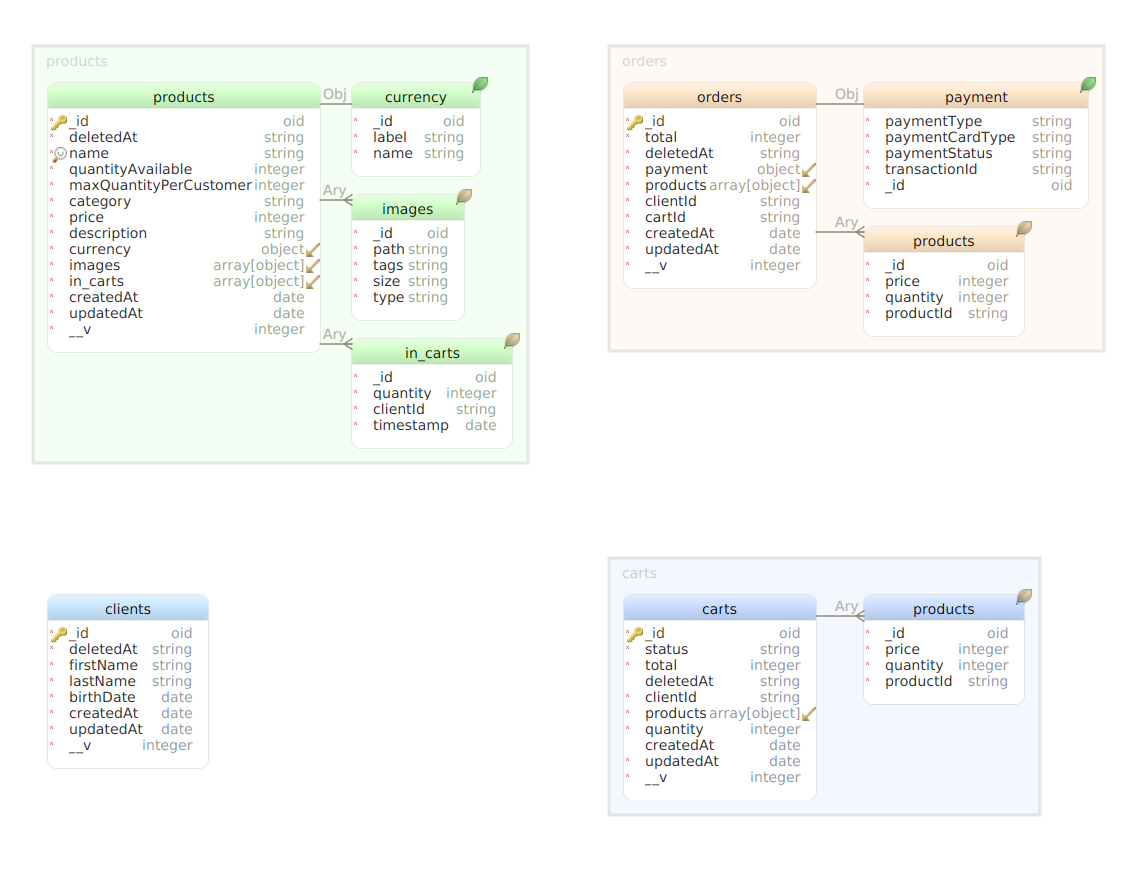 products
products
_id oid
deletedAt string
name string
quantityAvailable integer
maxQuantityPerCustomer integer
category string
price integer
description string
currency object
images array[object]
in_carts array[object]
createdAt date
updatedAt date
__v integer
Obj
currency
_id oid
label string
name string
Ary
images
_id oid
path string
tags string
size string
type string
Ary
in_carts
_id oid
quantity integer
clientId string
timestamp date
orders
orders
_id oid
total integer
deletedAt string
payment object
products array[object]
clientId string
cartId string
createdAt date
updatedAt date
__v integer
Obj
payment
paymentType string
paymentCardType string
paymentStatus string
transactionId string
_id oid
Ary
products
_id oid
price integer
quantity integer
productId string
clients
_id oid
deletedAt string
firstName string
lastName string
birthDate date
createdAt date
updatedAt date
__v integer
carts
carts
_id oid
status string
total integer
deletedAt string
clientId string
products array[object]
quantity integer
createdAt date
updatedAt date
__v integer
Ary
products
_id oid
price integer
quantity integer
productId string